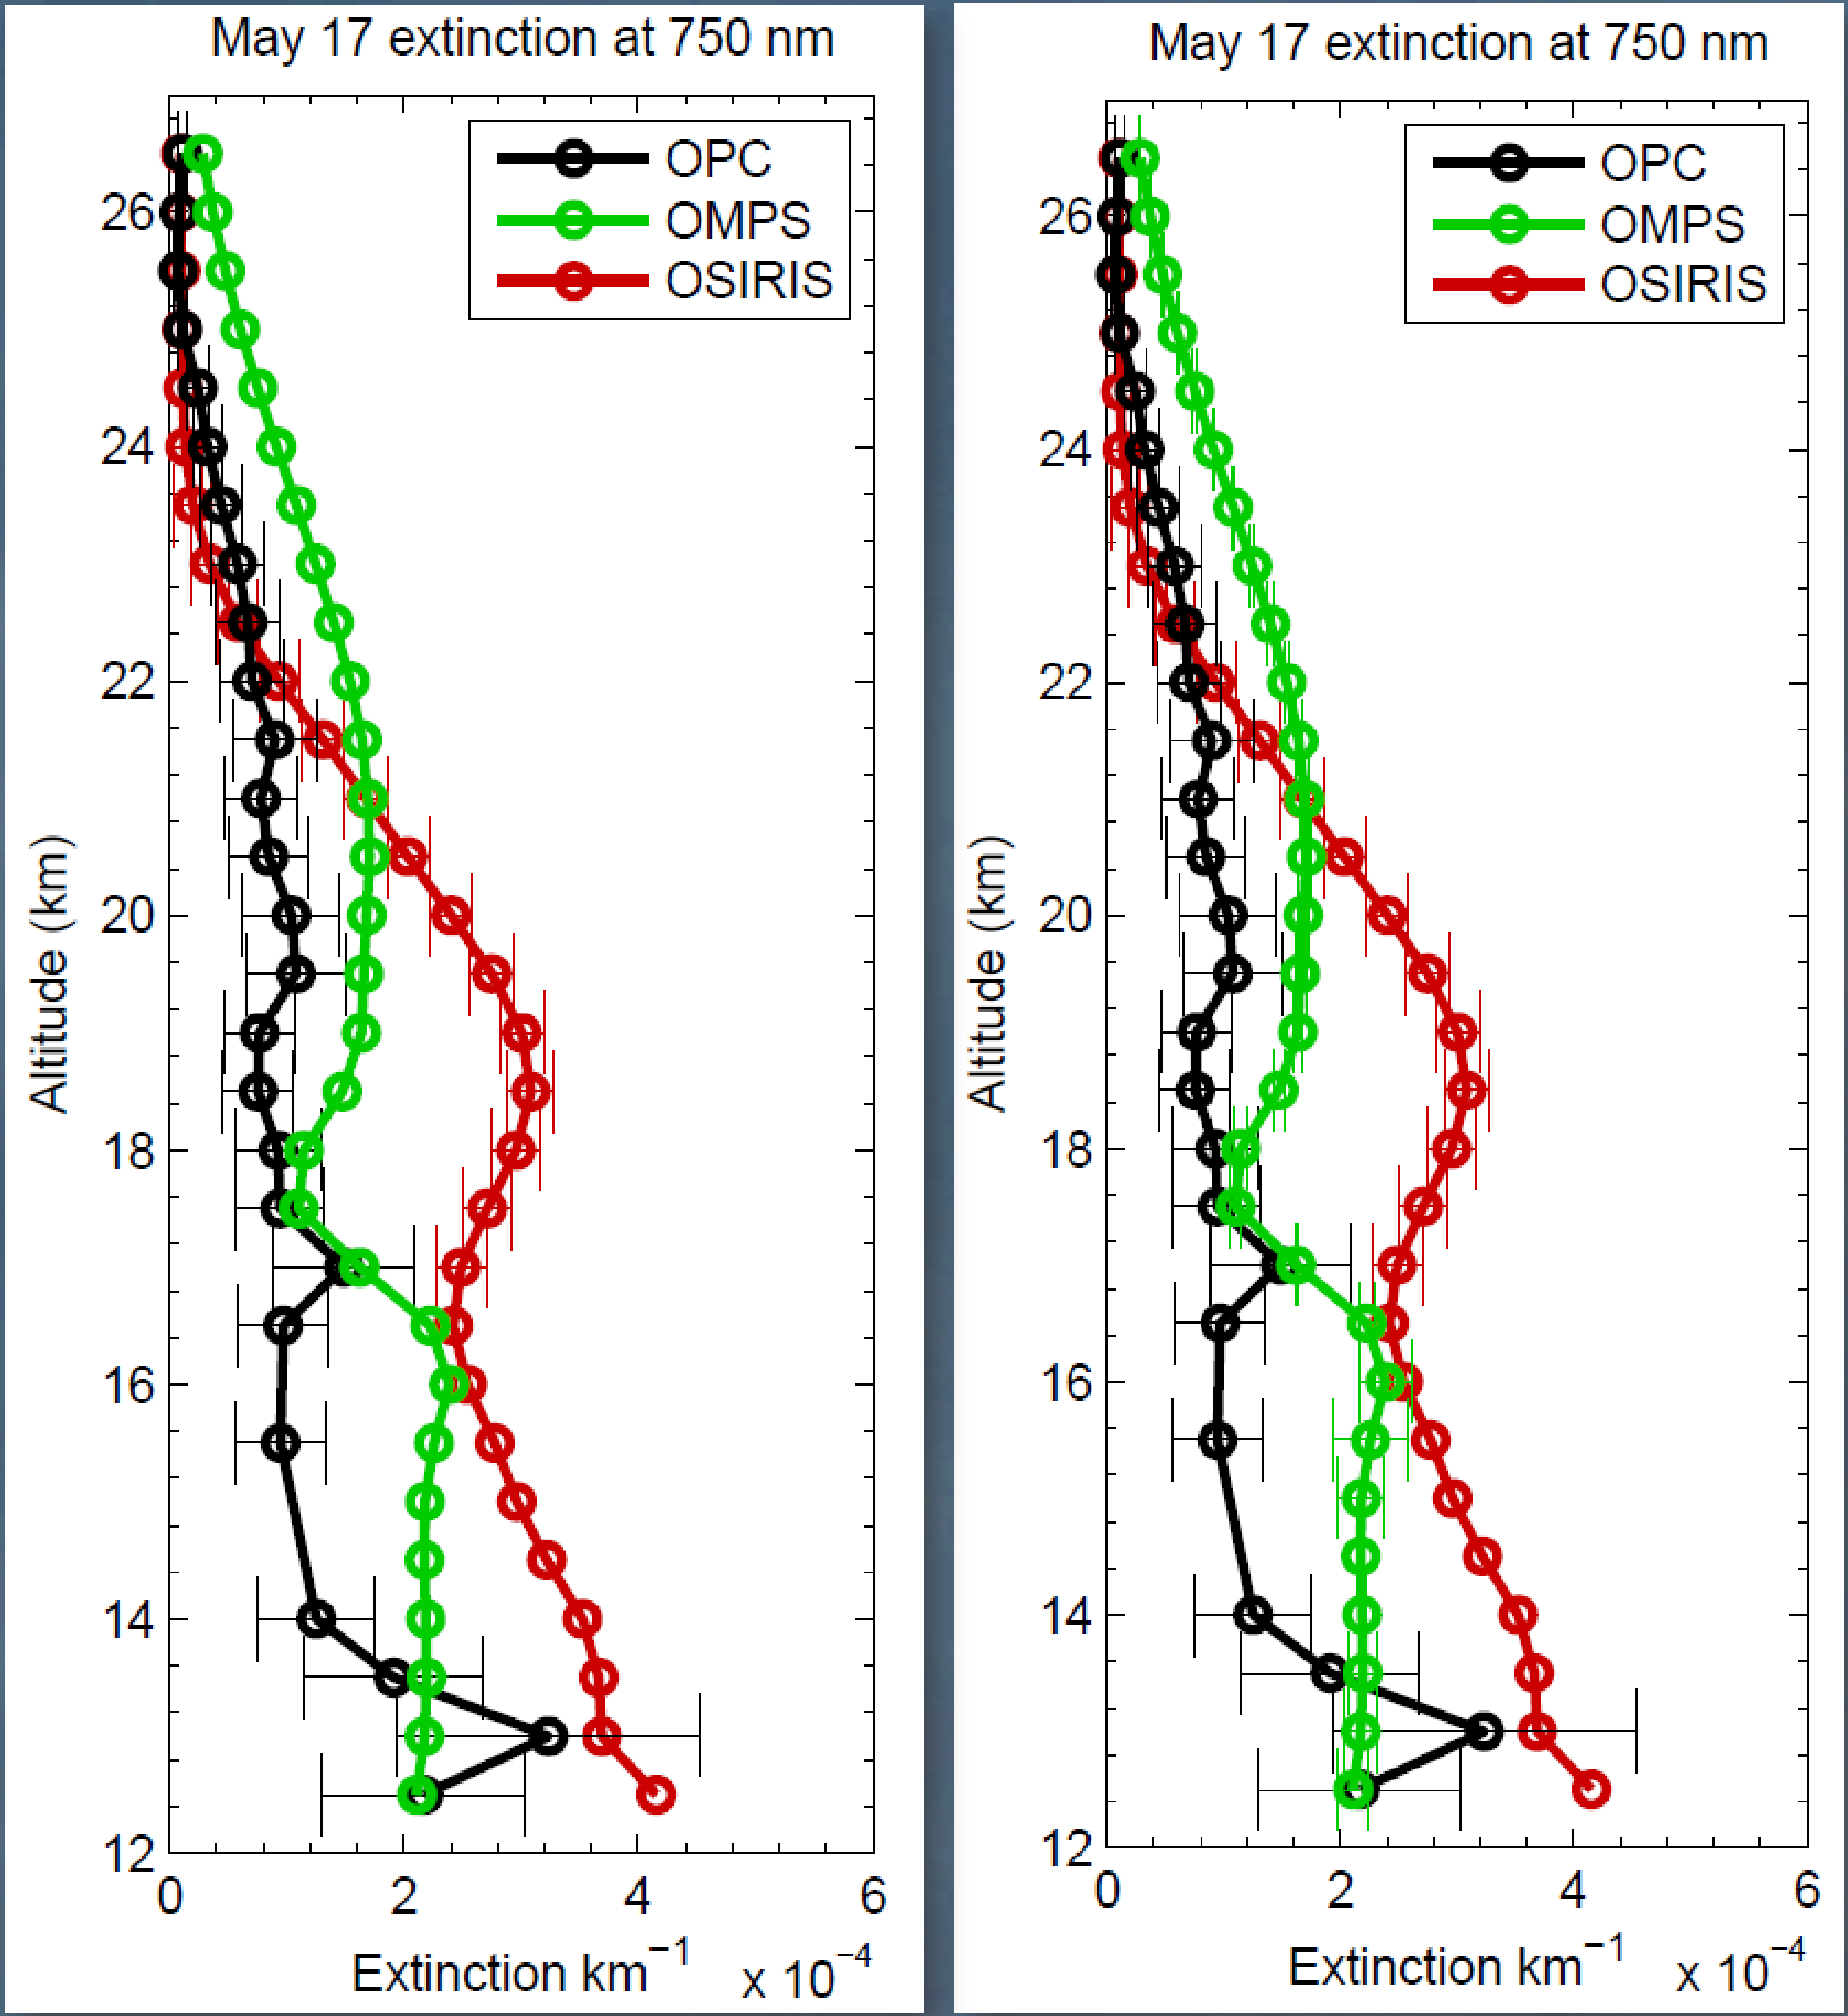 May 17 extinction at 750 nm
OPC
OMPS
OSIRIS
26
24
22
20
18
16
14
12
Altitude (km)
0 2 4 6
Extinction km⁻¹ x 10⁻⁴
May 17 extinction at 750 nm
OPC
OMPS
OSIRIS
26
24
22
20
18
16
14
12
Altitude (km)
0 2 4 6
Extinction km⁻¹ x 10⁻⁴